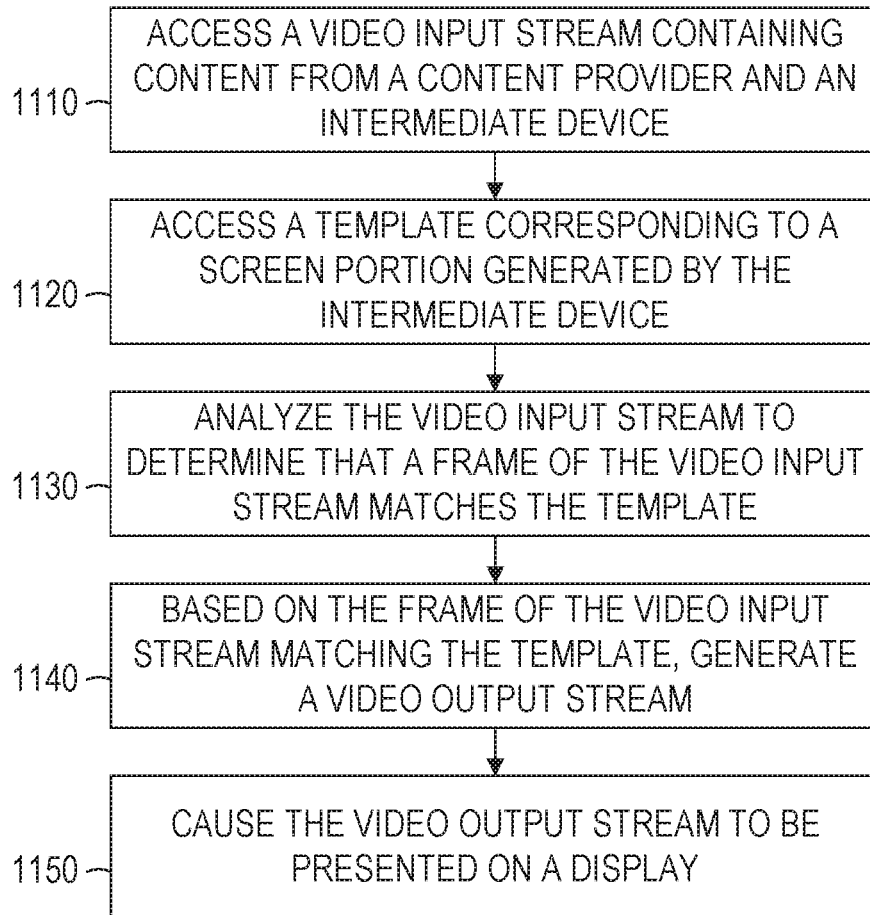 ACCESS A VIDEO INPUT STREAM CONTAINING
CONTENT FROM A CONTENT PROVIDER AND AN
INTERMEDIATE DEVICE
1110
ACCESS A TEMPLATE CORRESPONDING TO A
SCREEN PORTION GENERATED BY THE
INTERMEDIATE DEVICE
1120
ANALYZE THE VIDEO INPUT STREAM TO
DETERMINE THAT A FRAME OF THE VIDEO INPUT
STREAM MATCHES THE TEMPLATE
1130
BASED ON THE FRAME OF THE VIDEO INPUT
STREAM MATCHING THE TEMPLATE, GENERATE
A VIDEO OUTPUT STREAM
1140
CAUSE THE VIDEO OUTPUT STREAM TO BE
PRESENTED ON A DISPLAY
1150